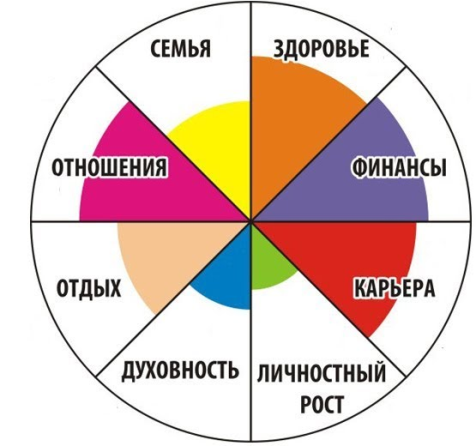 СЕМЬЯ
ЗДОРОВЬЕ
ОТНОШЕНИЯ
ФИНАНСЫ
ОТДЫХ
КАРЬЕРА
ДУХОВНОСТЬ
ЛИЧНОСТНЫЙ
РОСТ